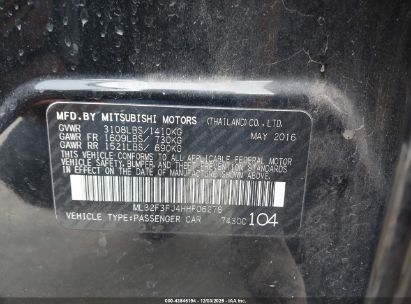 MFD.BY MITSUBISHI MOTORS (THAILAND) CO., LTD.
GVWR 3108LBS/1410KG MAY 2016
GAWR FR 1609LBS/ 730KG
GAWR RR 1521LBS/ 690KG
THIS VEHICLE CONFORMS TO ALL APPLICABLE FEDERAL MOTOR VEHICLE
SAFETY, BUMPER, AND THEFT PREVENTION STANDARDS IN
EFFECT ON THE DATE OF MANUFACTURE SHOWN ABOVE.
ML32F3FJ4HHF06278
VEHICLE TYPE:PASSENGER CAR 7430C 104